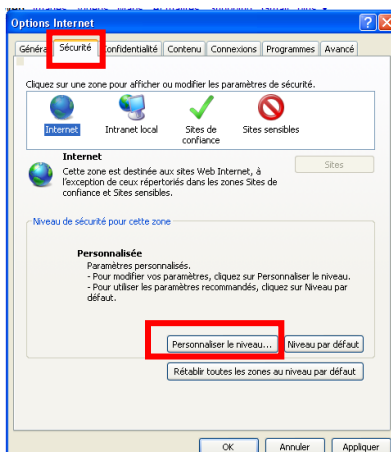 Options Internet
Général Sécurité Confidentialité Contenu Connexions Programmes Avancé
Cliquez sur une zone pour afficher ou modifier les paramètres de sécurité.
Internet Intranet local Sites de confiance Sites sensibles
Internet
Sites
Cette zone est destinée aux sites Web Internet, à
l'exception de ceux répertoriés dans les zones Sites de
confiance et Sites sensibles.
Niveau de sécurité pour cette zone
Personnalisée
Paramètres personnalisés.
- Pour modifier vos paramètres, cliquez sur Personnaliser le niveau.
- Pour utiliser les paramètres recommandés, cliquez sur Niveau par
défaut.
Personnaliser le niveau... Niveau par défaut
Rétablir toutes les zones au niveau par défaut
OK Annuler Appliquer